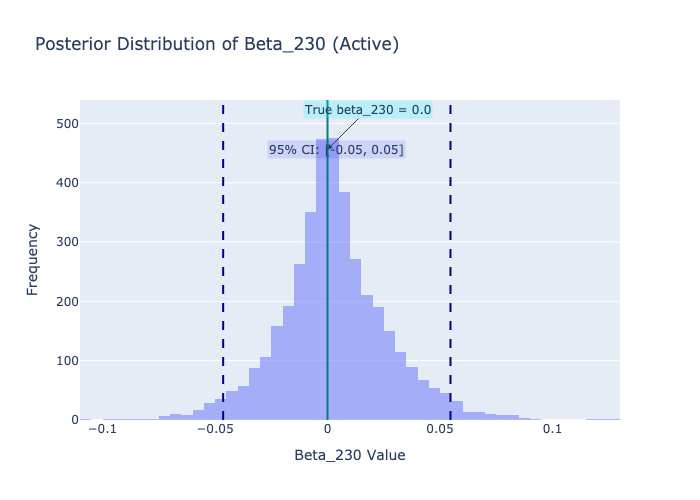 Posterior Distribution of Beta_230 (Active)
True beta_230 = 0.0
95% CI: [-0.05, 0.05]
500
400
300
200
100
0
Frequency
−0.1
−0.05
0
0.05
0.1
Beta_230 Value